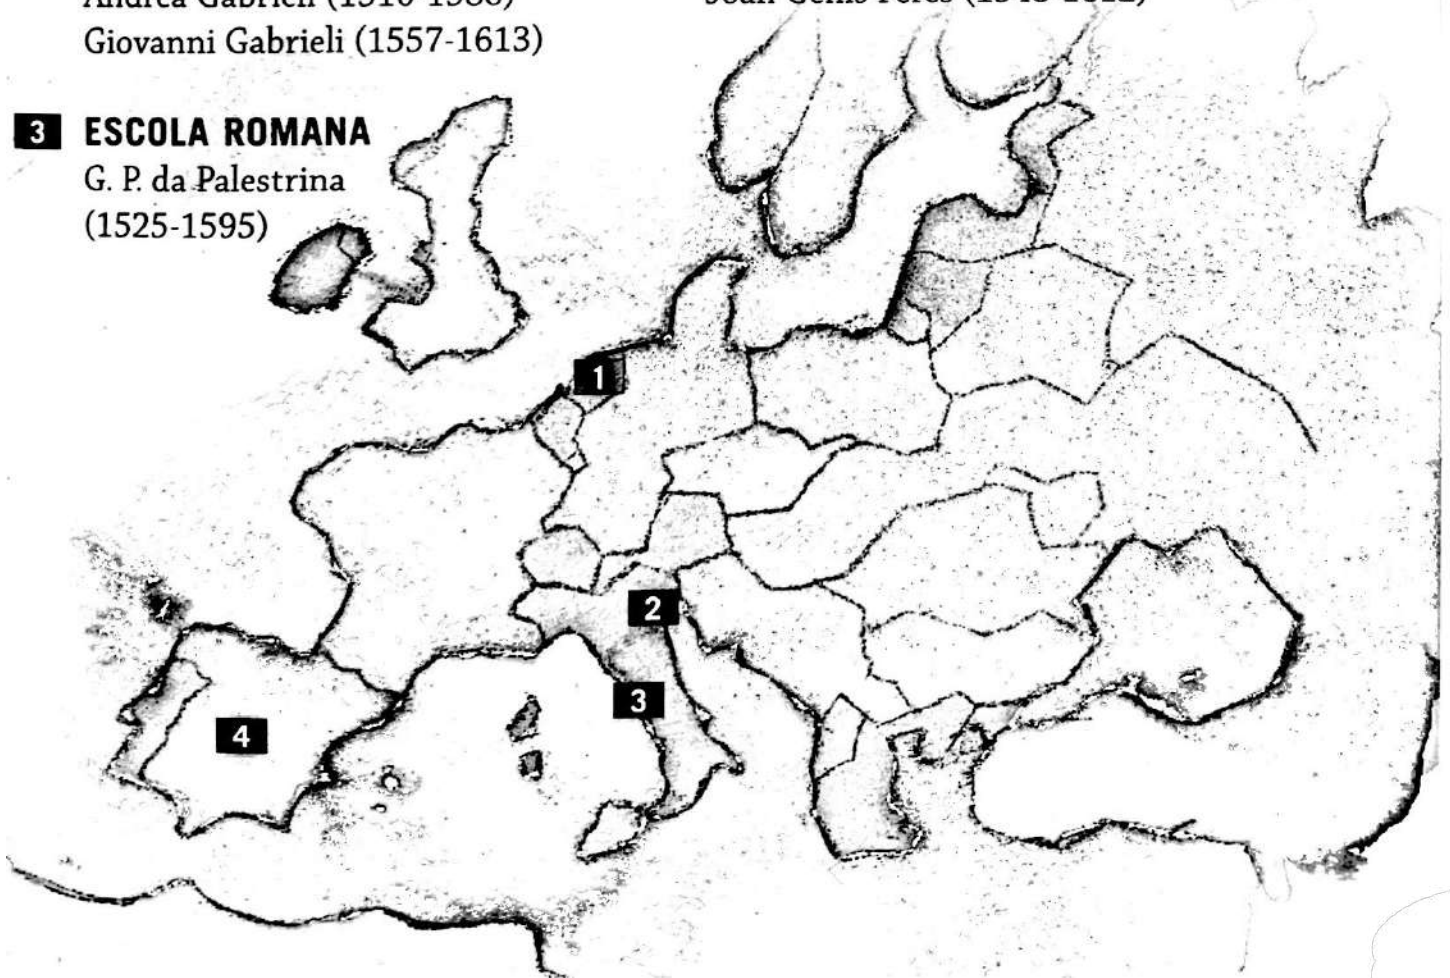 Giovanni Gabrieli (1557-1613)
3 ESCOLA ROMANA
G. P. da Palestrina
(1525-1595)
1
2
3
4